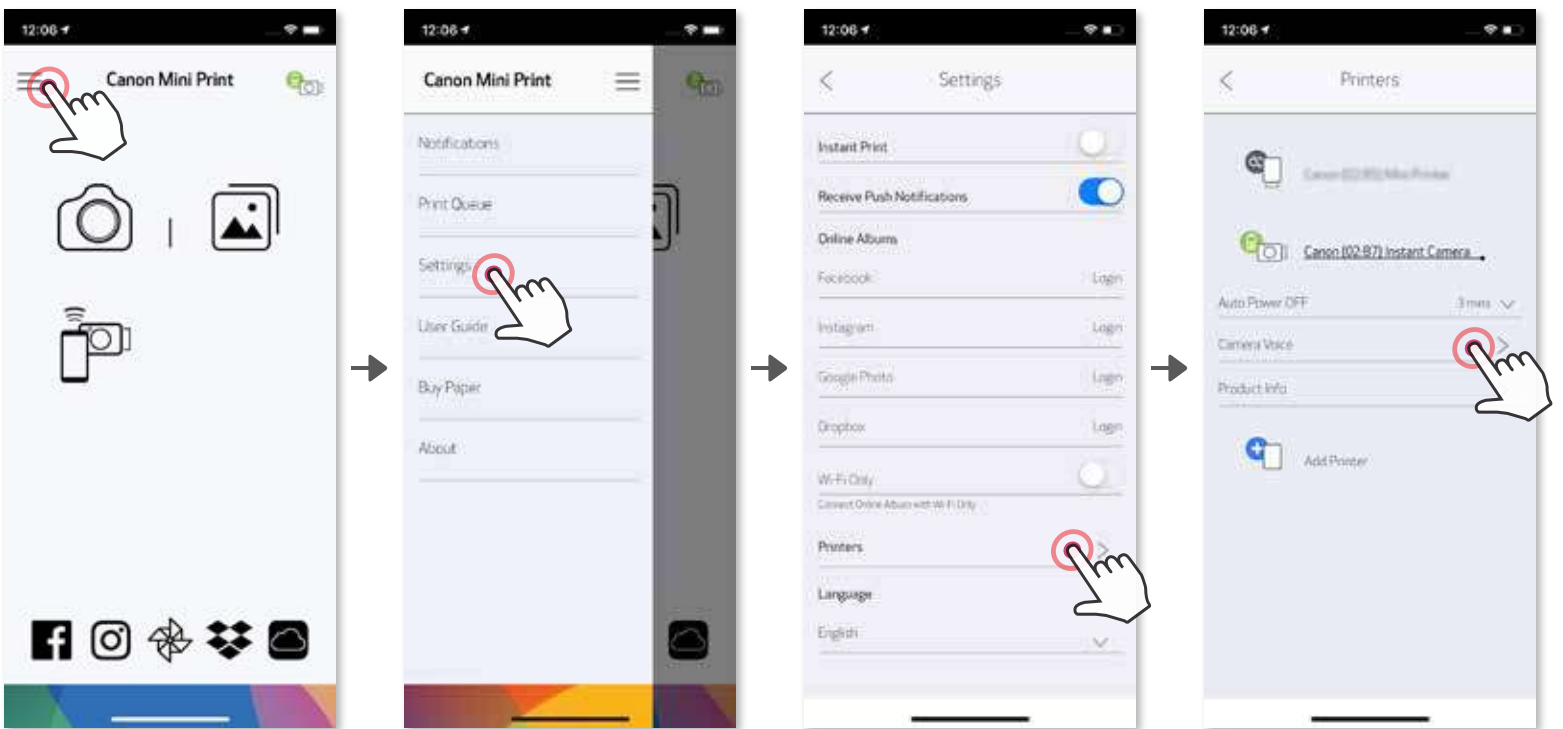 12:06
Canon Mini Print
12:06
Canon Mini Print
Notifications
Print Queue
Settings
User Guide
Buy Paper
About
12:06
Settings
Instant Print
Receive Push Notifications
Online Albums
Facebook Login
Instagram Login
Google Photo Login
Dropbox Login
Wi-Fi Only
Connect Online Album with Wi-Fi Only
Printers
Language
English
12:06
Printers
Canon Mini Printer
Canon (02:B7) Instant Camera
Auto Power OFF 3 mins
Camera Voice
Product Info
Add Printer